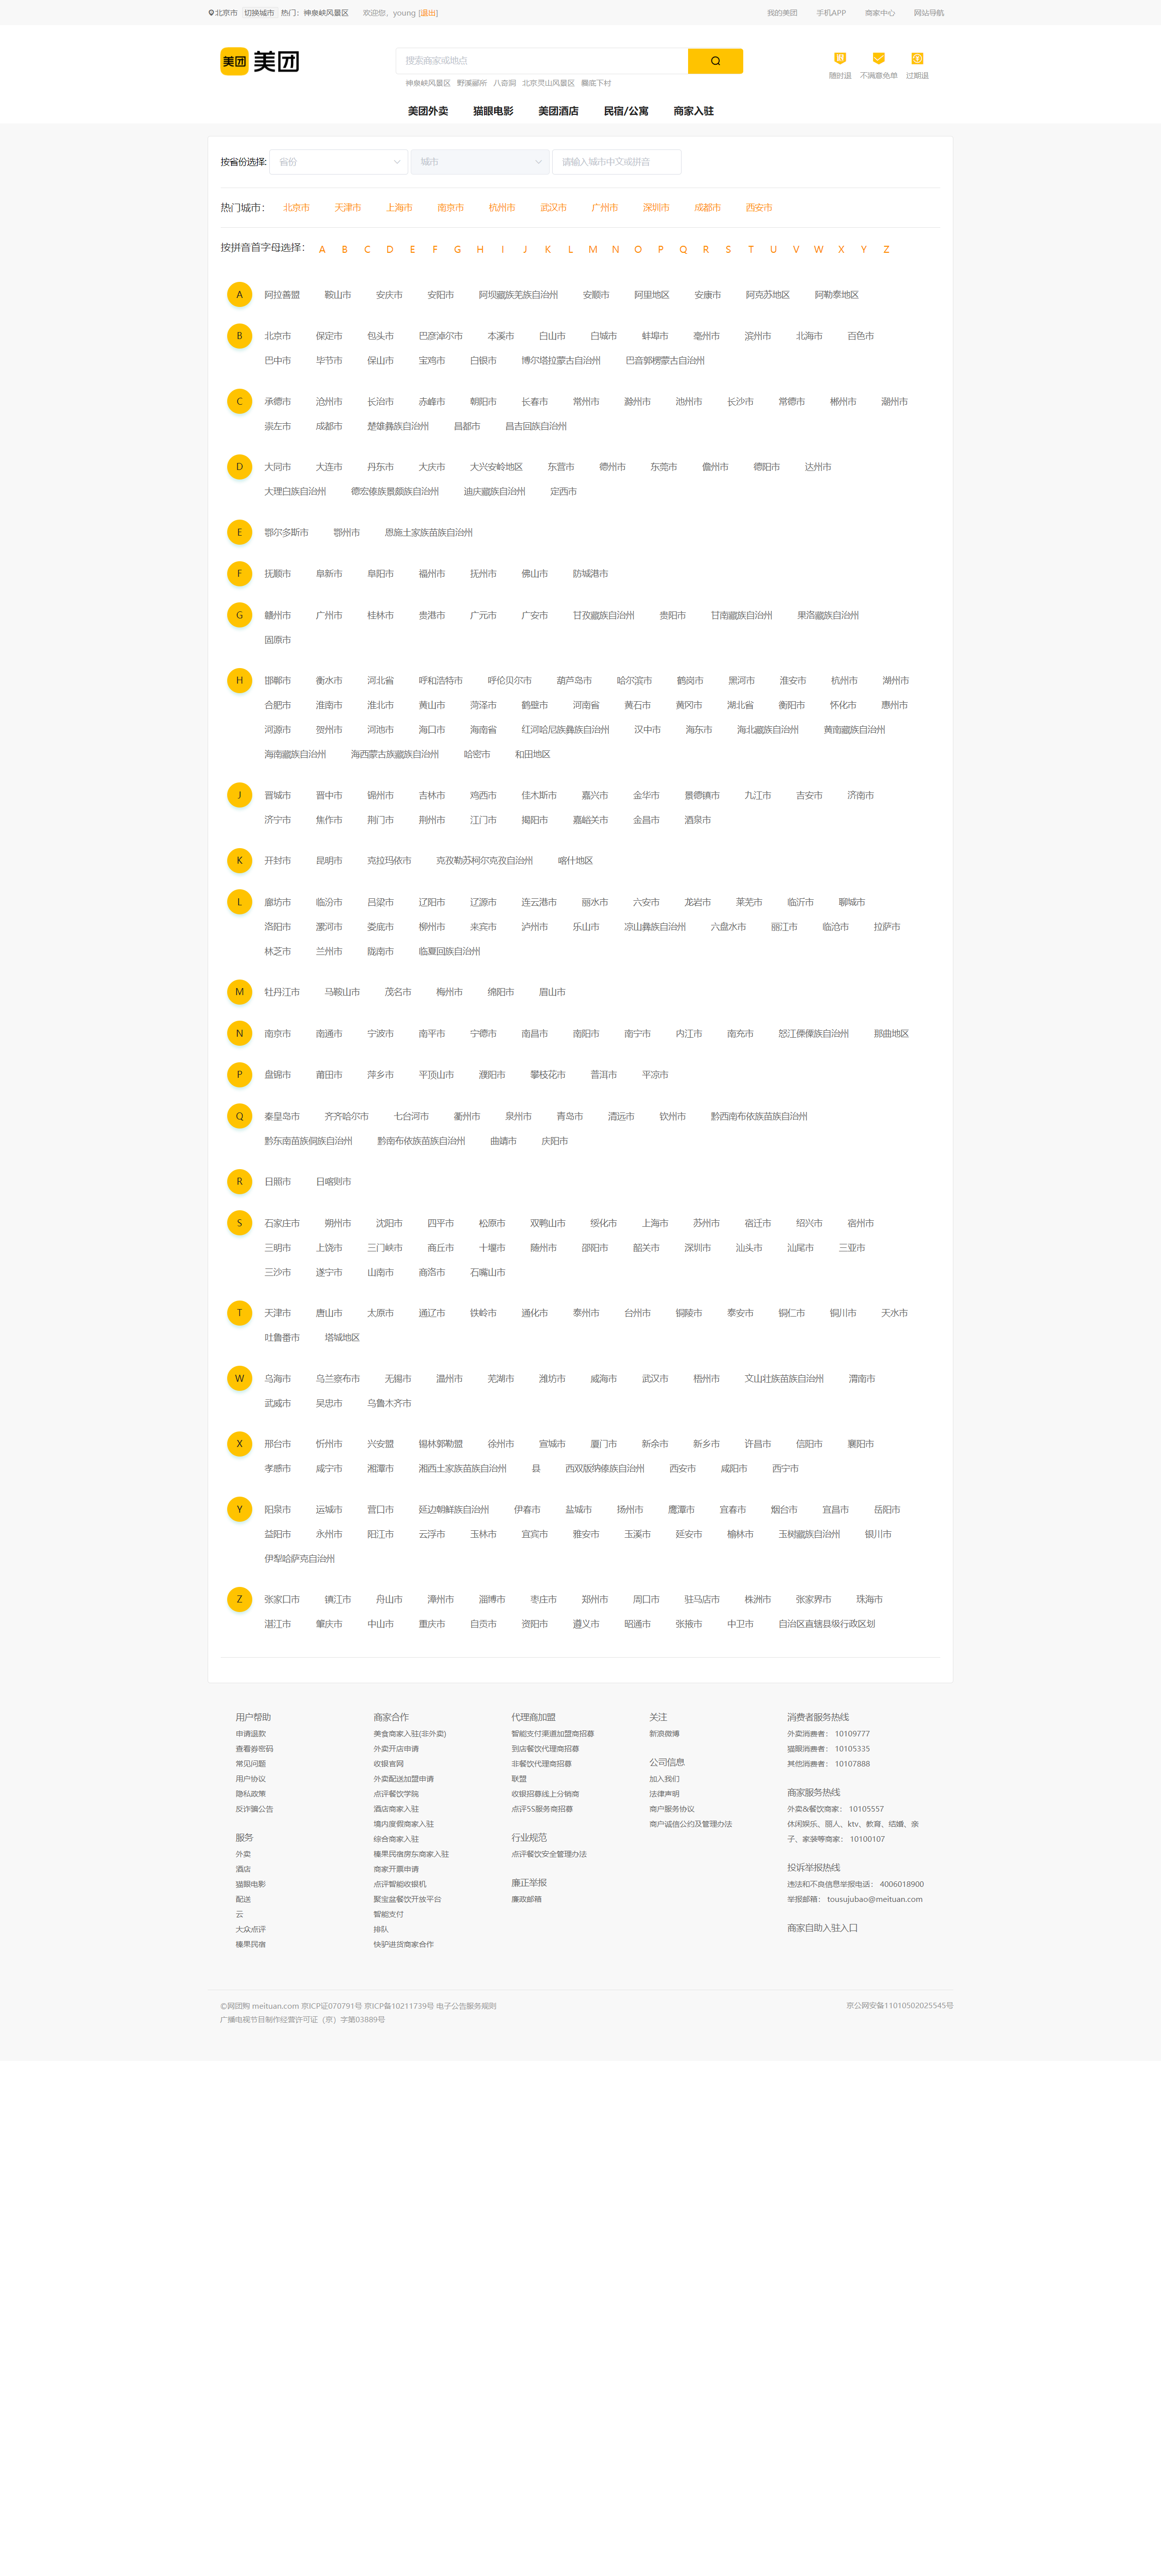 北京市 切换城市 热门： 神泉峡风景区 欢迎您，young [退出] 我的美团 手机APP 商家中心 网站导航
美团 美团 搜索商家或地点
随时退 不满意免单 过期退
神泉峡风景区 野溪郦所 八奇洞 北京灵山风景区 爨底下村
美团外卖 猫眼电影 美团酒店 民宿/公寓 商家入驻
按省份选择: 省份 城市 请输入城市中文或拼音
热门城市： 北京市 天津市 上海市 南京市 杭州市 武汉市 广州市 深圳市 成都市 西安市
按拼音首字母选择： A B C D E F G H I J K L M N O P Q R S T U V W X Y Z
A 阿拉善盟 鞍山市 安庆市 安阳市 阿坝藏族羌族自治州 安顺市 阿里地区 安康市 阿克苏地区 阿勒泰地区
B 北京市 保定市 包头市 巴彦淖尔市 本溪市 白山市 白城市 蚌埠市 亳州市 滨州市 北海市 百色市
巴中市 毕节市 保山市 宝鸡市 白银市 博尔塔拉蒙古自治州 巴音郭楞蒙古自治州
C 承德市 沧州市 长治市 赤峰市 朝阳市 长春市 常州市 滁州市 池州市 长沙市 常德市 郴州市 潮州市
崇左市 成都市 楚雄彝族自治州 昌都市 昌吉回族自治州
D 大同市 大连市 丹东市 大庆市 大兴安岭地区 东营市 德州市 东莞市 儋州市 德阳市 达州市
大理白族自治州 德宏傣族景颇族自治州 迪庆藏族自治州 定西市
E 鄂尔多斯市 鄂州市 恩施土家族苗族自治州
F 抚顺市 阜新市 阜阳市 福州市 抚州市 佛山市 防城港市
G 赣州市 广州市 桂林市 贵港市 广元市 广安市 甘孜藏族自治州 贵阳市 甘南藏族自治州 果洛藏族自治州
固原市
H 邯郸市 衡水市 河北省 呼和浩特市 呼伦贝尔市 葫芦岛市 哈尔滨市 鹤岗市 黑河市 淮安市 杭州市 湖州市
合肥市 淮南市 淮北市 黄山市 菏泽市 鹤壁市 河南省 黄石市 黄冈市 湖北省 衡阳市 怀化市 惠州市
河源市 贺州市 河池市 海口市 海南省 红河哈尼族彝族自治州 汉中市 海东市 海北藏族自治州 黄南藏族自治州
海南藏族自治州 海西蒙古族藏族自治州 哈密市 和田地区
J 晋城市 晋中市 锦州市 吉林市 鸡西市 佳木斯市 嘉兴市 金华市 景德镇市 九江市 吉安市 济南市
济宁市 焦作市 荆门市 荆州市 江门市 揭阳市 嘉峪关市 金昌市 酒泉市
K 开封市 昆明市 克拉玛依市 克孜勒苏柯尔克孜自治州 喀什地区
L 廊坊市 临汾市 吕梁市 辽阳市 辽源市 连云港市 丽水市 六安市 龙岩市 莱芜市 临沂市 聊城市
洛阳市 漯河市 娄底市 柳州市 来宾市 泸州市 乐山市 凉山彝族自治州 六盘水市 丽江市 临沧市 拉萨市
林芝市 兰州市 陇南市 临夏回族自治州
M 牡丹江市 马鞍山市 茂名市 梅州市 绵阳市 眉山市
N 南京市 南通市 宁波市 南平市 宁德市 南昌市 南阳市 南宁市 内江市 南充市 怒江傈僳族自治州 那曲地区
P 盘锦市 莆田市 萍乡市 平顶山市 濮阳市 攀枝花市 普洱市 平凉市
Q 秦皇岛市 齐齐哈尔市 七台河市 衢州市 泉州市 青岛市 清远市 钦州市 黔西南布依族苗族自治州
黔东南苗族侗族自治州 黔南布依族苗族自治州 曲靖市 庆阳市
R 日照市 日喀则市
S 石家庄市 朔州市 沈阳市 四平市 松原市 双鸭山市 绥化市 上海市 苏州市 宿迁市 绍兴市 宿州市
三明市 上饶市 三门峡市 商丘市 十堰市 随州市 邵阳市 韶关市 深圳市 汕头市 汕尾市 三亚市
三沙市 遂宁市 山南市 商洛市 石嘴山市
T 天津市 唐山市 太原市 通辽市 铁岭市 通化市 泰州市 台州市 铜陵市 泰安市 铜仁市 铜川市 天水市
吐鲁番市 塔城地区
W 乌海市 乌兰察布市 无锡市 温州市 芜湖市 潍坊市 威海市 武汉市 梧州市 文山壮族苗族自治州 渭南市
武威市 吴忠市 乌鲁木齐市
X 邢台市 忻州市 兴安盟 锡林郭勒盟 徐州市 宣城市 厦门市 新余市 新乡市 许昌市 信阳市 襄阳市
孝感市 咸宁市 湘潭市 湘西土家族苗族自治州 县 西双版纳傣族自治州 西安市 咸阳市 西宁市
Y 阳泉市 运城市 营口市 延边朝鲜族自治州 伊春市 盐城市 扬州市 鹰潭市 宜春市 烟台市 宜昌市 岳阳市
益阳市 永州市 阳江市 云浮市 玉林市 宜宾市 雅安市 玉溪市 延安市 榆林市 玉树藏族自治州 银川市
伊犁哈萨克自治州
Z 张家口市 镇江市 舟山市 漳州市 淄博市 枣庄市 郑州市 周口市 驻马店市 株洲市 张家界市 珠海市
湛江市 肇庆市 中山市 重庆市 自贡市 资阳市 遵义市 昭通市 张掖市 中卫市 自治区直辖县级行政区划
用户帮助
申请退款
查看券密码
常见问题
用户协议
隐私政策
反诈骗公告
服务
外卖
酒店
猫眼电影
配送
云
大众点评
榛果民宿
商家合作
美食商家入驻(非外卖)
外卖开店申请
收银官网
外卖配送加盟申请
点评餐饮学院
酒店商家入驻
境内度假商家入驻
综合商家入驻
榛果民宿房东商家入驻
商家开票申请
点评智能收银机
聚宝盆餐饮开放平台
智能支付
排队
快驴进货商家合作
代理商加盟
智能支付渠道加盟商招募
到店餐饮代理商招募
非餐饮代理商招募
联盟
收银招募线上分销商
点评5S服务商招募
行业规范
点评餐饮安全管理办法
廉正举报
廉政邮箱
关注
新浪微博
公司信息
加入我们
法律声明
商户服务协议
商户诚信公约及管理办法
消费者服务热线
外卖消费者： 10109777
猫眼消费者： 10105335
其他消费者： 10107888
商家服务热线
外卖&餐饮商家： 10105557
休闲娱乐、丽人、ktv、教育、结婚、亲
子、家装等商家： 10100107
投诉举报热线
违法和不良信息举报电话： 4006018900
举报邮箱： tousujubao@meituan.com
商家自助入驻入口
©网团购 meituan.com 京ICP证070791号 京ICP备10211739号 电子公告服务规则 京公网安备11010502025545号
广播电视节目制作经营许可证（京）字第03889号